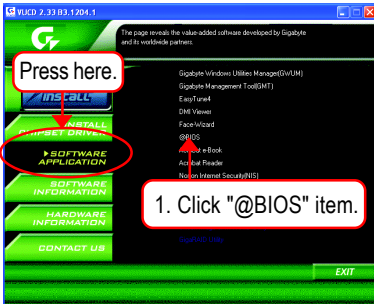 VUCD 2.33 B3.1204.1
The page reveals the value-added software developed by Gigabyte
and its worldwide partners.
Press here.
INSTALL
INSTALL
CHIPSET DRIVER
SOFTWARE
APPLICATION
SOFTWARE
INFORMATION
HARDWARE
INFORMATION
CONTACT US
Gigabyte Windows Utilities Manager(GWUM)
Gigabyte Management Tool(GMT)
EasyTune4
DMI Viewer
Face-Wizard
@BIOS
Acrobat e-Book
Acrobat Reader
Norton Internet Security(NIS)
1. Click "@BIOS" item.
EXIT